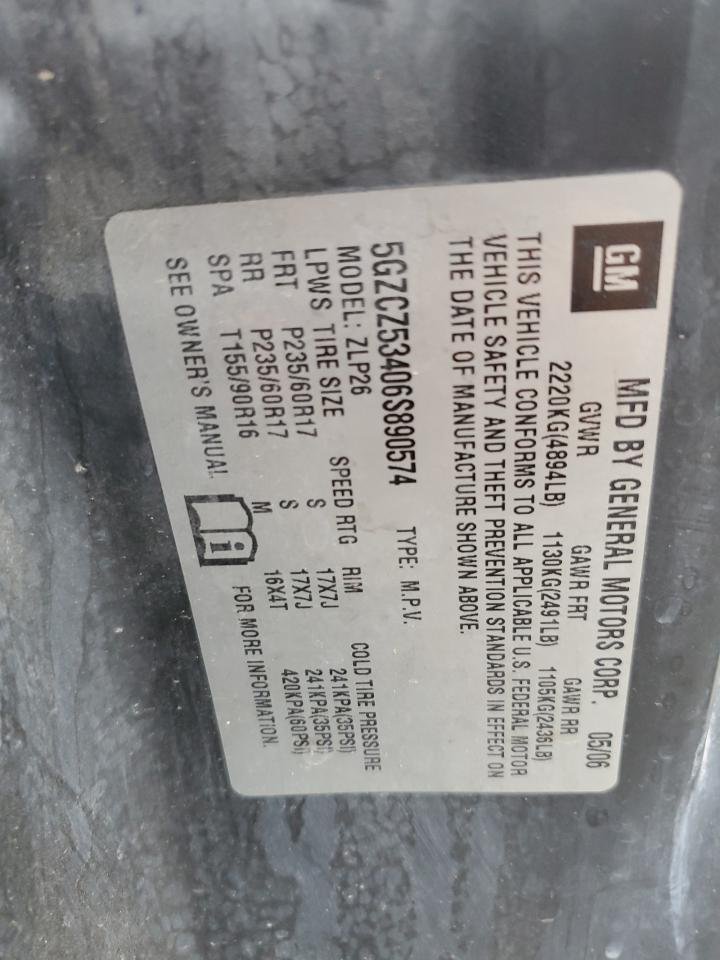 GM
MFD BY GENERAL MOTORS CORP. 05/06
GVWR GAWR FRT GAWR RR
2220KG(4894LB) 1130KG(2491LB) 1105KG(2436LB)
THIS VEHICLE CONFORMS TO ALL APPLICABLE U.S. FEDERAL MOTOR
VEHICLE SAFETY AND THEFT PREVENTION STANDARDS IN EFFECT ON
THE DATE OF MANUFACTURE SHOWN ABOVE.
5GZCZ53406S890574 TYPE: M.P.V.
MODEL: ZLP26
LPWS TIRE SIZE SPEED RTG RIM COLD TIRE PRESSURE
FRT P235/60R17 S 17X7J 241KPA(35PSI)
RR P235/60R17 S 17X7J 241KPA(35PSI)
SPA T155/90R16 M 16X4T 420KPA(60PSI)
SEE OWNER'S MANUAL FOR MORE INFORMATION.